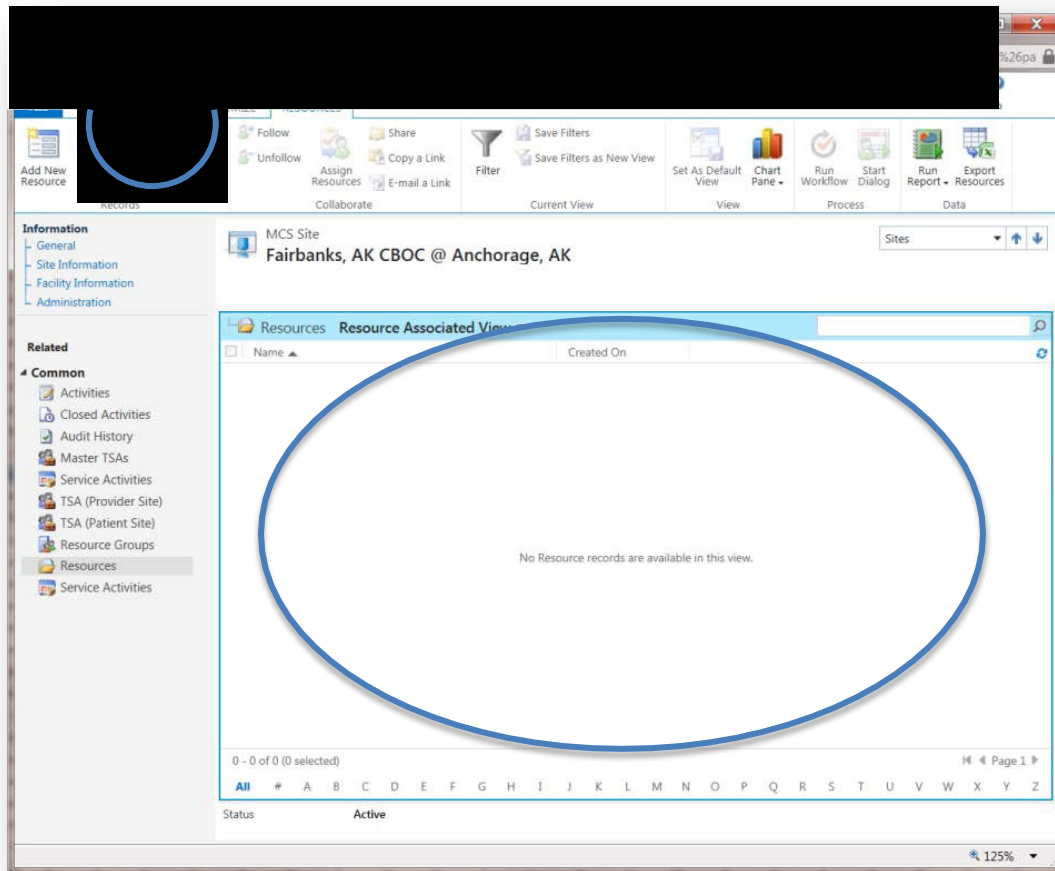 %26pa
RESOURCES
Add New Resource
Follow
Unfollow
Assign Resources
Share
Copy a Link
E-mail a Link
Filter
Save Filters
Save Filters as New View
Set As Default View
Chart Pane
Run Workflow
Start Dialog
Run Report
Export Resources
Records
Collaborate
Current View
View
Process
Data
Information
General
Site Information
Facility Information
Administration
MCS Site
Fairbanks, AK CBOC @ Anchorage, AK
Sites
Related
Common
Activities
Closed Activities
Audit History
Master TSAs
Service Activities
TSA (Provider Site)
TSA (Patient Site)
Resource Groups
Resources
Service Activities
Resources Resource Associated View
Name Created On
No Resource records are available in this view.
0 - 0 of 0 (0 selected) Page 1
All # A B C D E F G H I J K L M N O P Q R S T U V W X Y Z
Status Active
125%